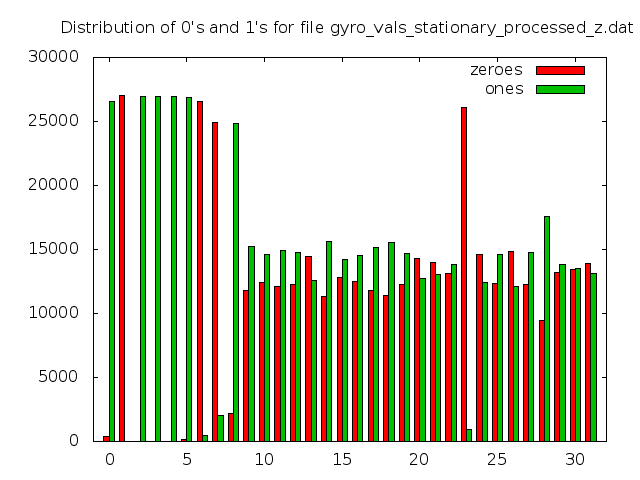 Distribution of 0's and 1's for file gyro_vals_stationary_processed_z.dat
30000
zeroes
ones
25000
20000
15000
10000
5000
0
0 5 10 15 20 25 30